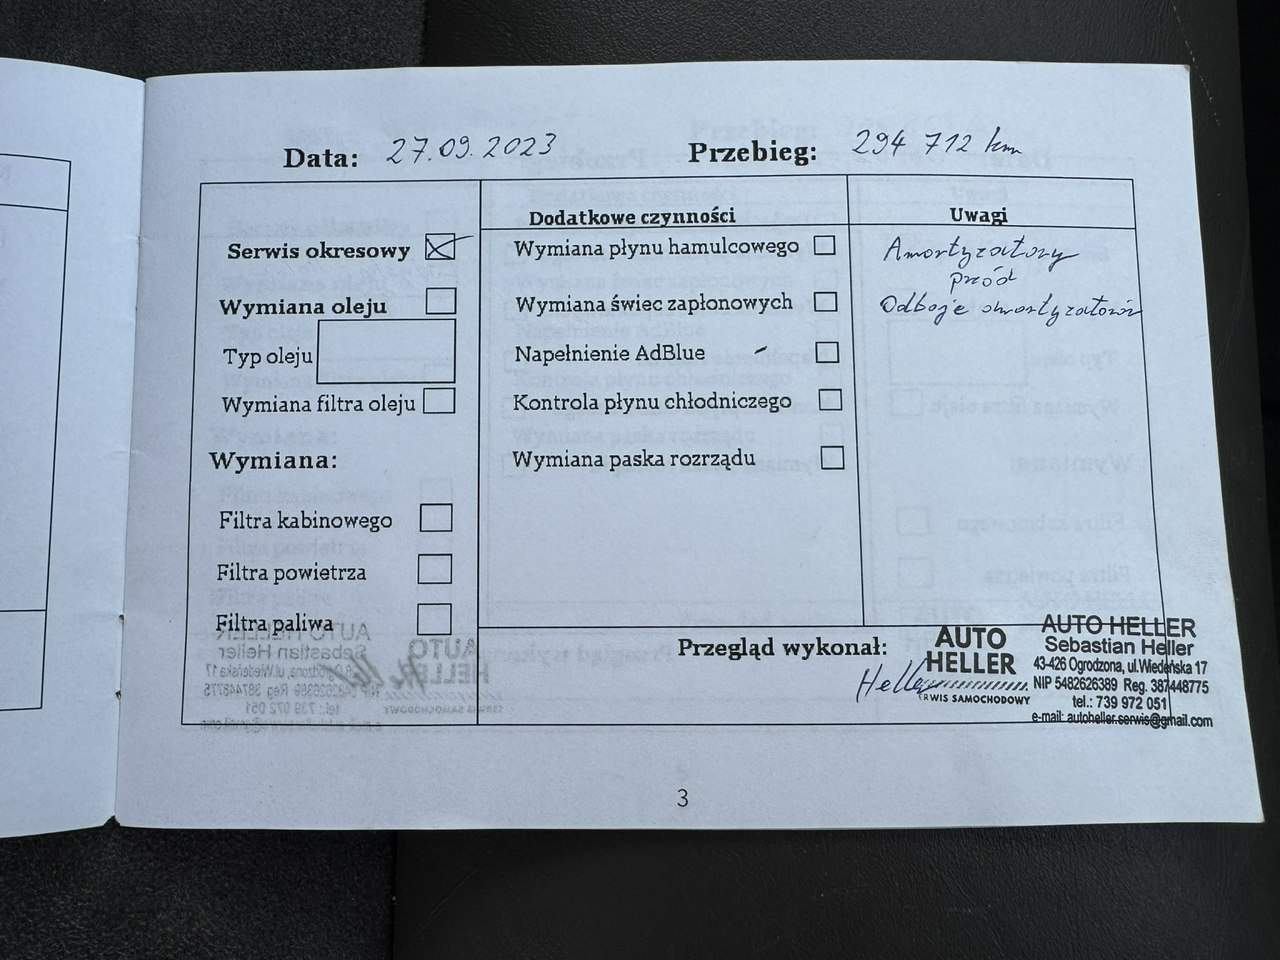 Data: 27.09.2023 Przebieg: 294 712 km
Serwis okresowy
Wymiana oleju
Typ oleju
Wymiana filtra oleju
Wymiana:
Filtra kabinowego
Filtra powietrza
Filtra paliwa
Dodatkowe czynności
Wymiana płynu hamulcowego
Wymiana świec zapłonowych
Napełnienie AdBlue
Kontrola płynu chłodniczego
Wymiana paska rozrządu
Uwagi
Amortyzatory
przód
Odboje amortyzatorów
Przegląd wykonał:
Heller
AUTO
HELLER
SERWIS SAMOCHODOWY
AUTO HELLER
Sebastian Heller
43-426 Ogrodzona, ul.Wiedeńska 17
NIP 5482626389 Reg. 387448775
tel.: 739 972 051
e-mail: autoheller.serwis@gmail.com
3